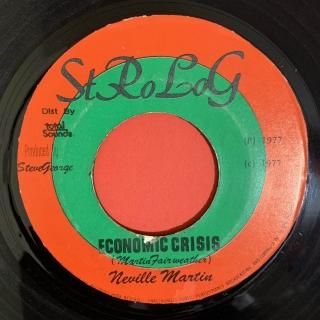 StRoLoG
Dist By
total
Sounds
Produced by
SteveGeorge
(P) 1977
(c) 1977
ECONOMIC CRISIS
(MartinFairweather)
Neville Martin